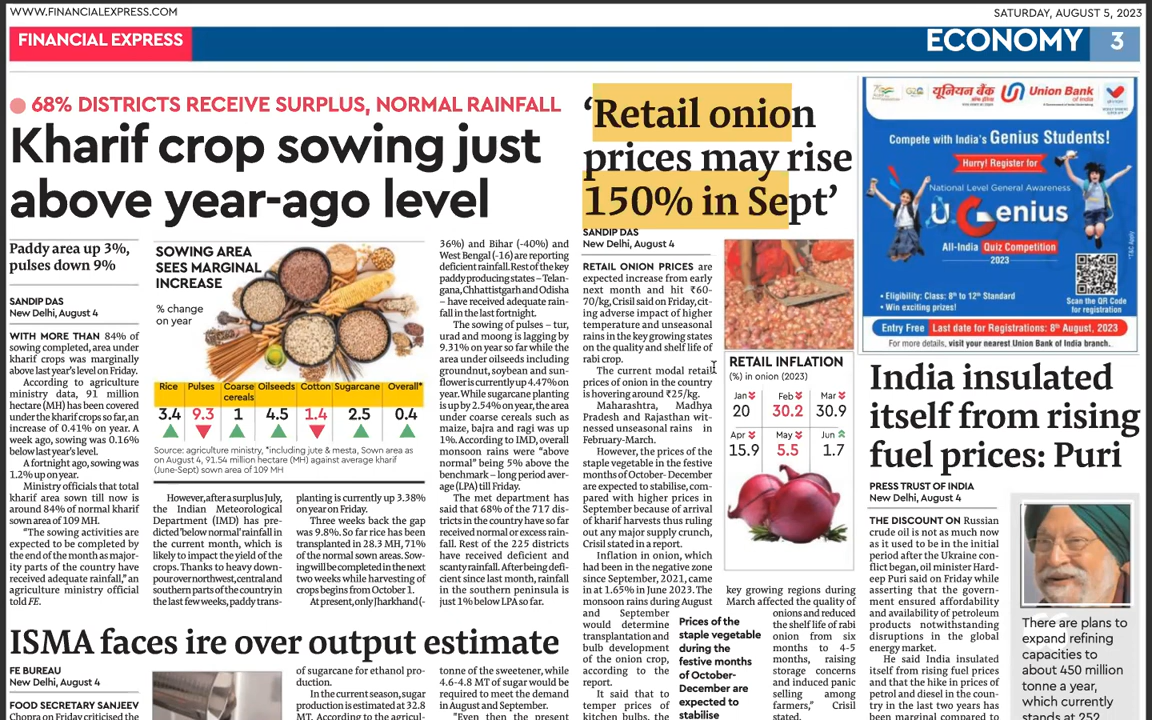 WWW.FINANCIALEXPRESS.COM
SATURDAY, AUGUST 5, 2023
FINANCIAL EXPRESS
ECONOMY
3
68% DISTRICTS RECEIVE SURPLUS, NORMAL RAINFALL
Kharif crop sowing just
above year-ago level
Paddy area up 3%,
pulses down 9%
SANDIP DAS
New Delhi, August 4
WITH MORE THAN 84% of
sowing completed, area under
kharif crops was marginally
above last year's level on Friday.
According to agriculture
ministry data, 91 million
hectare (MH) has been covered
under the kharif crops so far, an
increase of 0.41% on year. A
week ago, sowing was 0.16%
below last year's level.
A fortnight ago, sowing was
1.2% up on year.
Ministry officials that total
kharif area sown till now is
around 84% of normal kharif
sown area of 109 MH.
"The sowing activities are
expected to be completed by
the end of the month as major-
ity parts of the country have
received adequate rainfall," an
agriculture ministry official
told FE.
SOWING AREA
SEES MARGINAL
INCREASE
% change
on year
Rice Pulses Coarse cereals Oilseeds Cotton Sugarcane Overall*
3.4 9.3 1 4.5 1.4 2.5 0.4
Source: agriculture ministry, *including jute & mesta, Sown area as
on August 4, 91.54 million hectare (MH) against average kharif
(June-Sept) sown area of 109 MH
However, after a surplus July,
the Indian Meteorological
Department (IMD) has pre-
dicted 'below normal' rainfall in
the current month, which is
likely to impact the yield of the
crops. Thanks to heavy down-
pour over northwest, central and
southern parts of the country in
the last few weeks, paddy trans-
planting is currently up 3.38%
on year on Friday.
Three weeks back the gap
was 9.8%. So far rice has been
transplanted in 28.3 MH, 71%
of the normal sown areas. Sow-
ing will be completed in the next
two weeks while harvesting of
crops begins from October 1.
At present, only Jharkhand (-
36%) and Bihar (-40%) and
West Bengal (-16) are reporting
deficient rainfall. Rest of the key
paddy producing states – Telan-
gana, Chhattistgarh and Odisha
– have received adequate rain-
fall in the last fortnight.
The sowing of pulses – tur,
urad and moong is lagging by
9.31% on year so far while the
area under oilseeds including
groundnut, soybean and sun-
flower is currently up 4.47% on
year. While sugarcane planting
is up by 2.54% on year, the area
under coarse cereals such as
maize, bajra and ragi was up
1%. According to IMD, overall
monsoon rains were "above
normal" being 5% above the
benchmark – long period aver-
age (LPA) till Friday.
The met department has
said that 68% of the 717 dis-
tricts in the country have so far
received normal or excess rain-
fall. Rest of the 225 districts
have received deficient and
scanty rainfall. After being defi-
cient since last month, rainfall
in the southern peninsula is
just 1% below LPA so far.
'Retail onion
prices may rise
150% in Sept'
SANDIP DAS
New Delhi, August 4
RETAIL ONION PRICES are
expected increase from early
next month and hit ₹60-
70/kg, Crisil said on Friday, cit-
ing adverse impact of higher
temperature and unseasonal
rains in the key growing states
on the quality and shelf life of
rabi crop.
The current modal retail
prices of onion in the country
is hovering around ₹25/kg.
Maharashtra, Madhya
Pradesh and Rajasthan wit-
nessed unseasonal rains in
February-March.
However, the prices of the
staple vegetable in the festive
months of October- December
are expected to stabilise, com-
pared with higher prices in
September because of arrival
of kharif harvests thus ruling
out any major supply crunch,
Crisil stated in a report.
Inflation in onion, which
had been in the negative zone
since September, 2021, came
in at 1.65% in June 2023. The
monsoon rains during August
and September
would determine
transplantation and
bulb development
of the onion crop,
according to the
report.
It said that to
temper prices of
kitchen bulbs, the
RETAIL INFLATION
(%) in onion (2023)
Jan Feb Mar
20 30.2 30.9
Apr May Jun
15.9 5.5 1.7
Prices of the
staple vegetable
during the
festive months
of October-
December are
expected to
stabilise
key growing regions during
March affected the quality of
onions and reduced
the shelf life of rabi
onion from six
months to 4-5
months, raising
storage concerns
and induced panic
selling among
farmers," Crisil
stated.
यूनियन बैंक
Union Bank
of India
G20
Compete with India's Genius Students!
Hurry! Register for
National Level General Awareness
U Genius
All-India Quiz Competition
2023
• Eligibility: Class: 8th to 12th Standard
• Win exciting prizes!
Scan the QR Code
for registration
*T&C Apply
Entry Free Last date for Registrations: 8th August, 2023
For more details, visit your nearest Union Bank of India branch.
India insulated
itself from rising
fuel prices: Puri
PRESS TRUST OF INDIA
New Delhi, August 4
THE DISCOUNT ON Russian
crude oil is not as much now
as it used to be in the initial
period after the Ukraine con-
flict began, oil minister Hard-
eep Puri said on Friday while
asserting that the govern-
ment ensured affordability
and availability of petroleum
products notwithstanding
disruptions in the global
energy market.
He said India insulated
itself from rising fuel prices
and that the hike in prices of
petrol and diesel in the coun-
try in the last two years has
been marginal compared to
There are plans to
expand refining
capacities to
about 450 million
tonne a year,
which currently
stands at 252
ISMA faces ire over output estimate
FE BUREAU
New Delhi, August 4
FOOD SECRETARY SANJEEV
Chopra on Friday criticised the
of sugarcane for ethanol pro-
duction.
In the current season, sugar
production is estimated at 32.8
MT. According to the agricul-
tonne of the sweetener, while
4.6-4.8 MT of sugar would be
required to meet the demand
in August and September.
"Even then the present